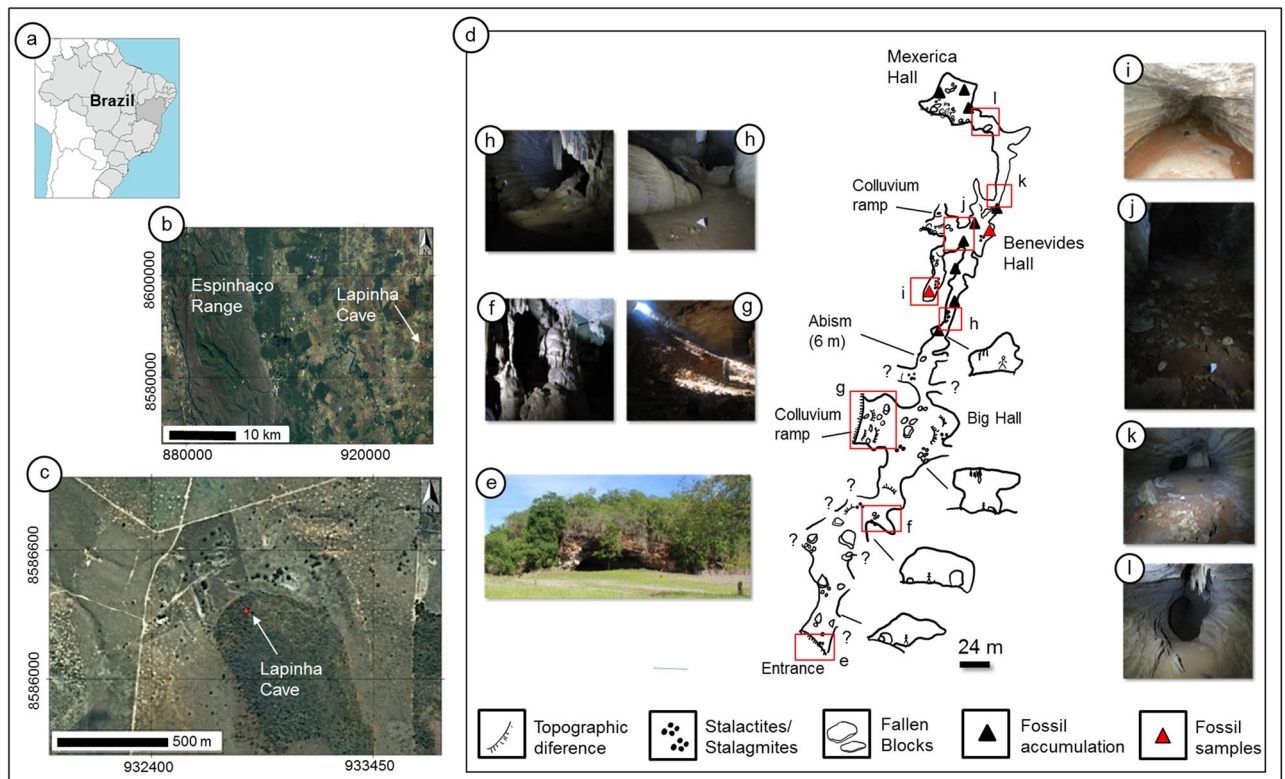 a
Brazil
b
N
Espinhaço
Range
Lapinha
Cave
8600000
8580000
10 km
880000
920000
c
N
8586600
8586000
Lapinha
Cave
500 m
932400
933450
d
h
h
f
g
e
Mexerica
Hall
l
k
Colluvium
ramp
j
Benevides
Hall
i
h
Abism
(6 m)
?
?
g
Colluvium
ramp
Big Hall
?
?
f
?
?
?
Entrance
e
24 m
i
j
k
l
Topographic
diference
Stalactites/
Stalagmites
Fallen
Blocks
Fossil
accumulation
Fossil
samples